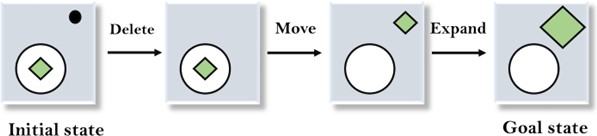 Delete
Move
Expand
Initial state
Goal state